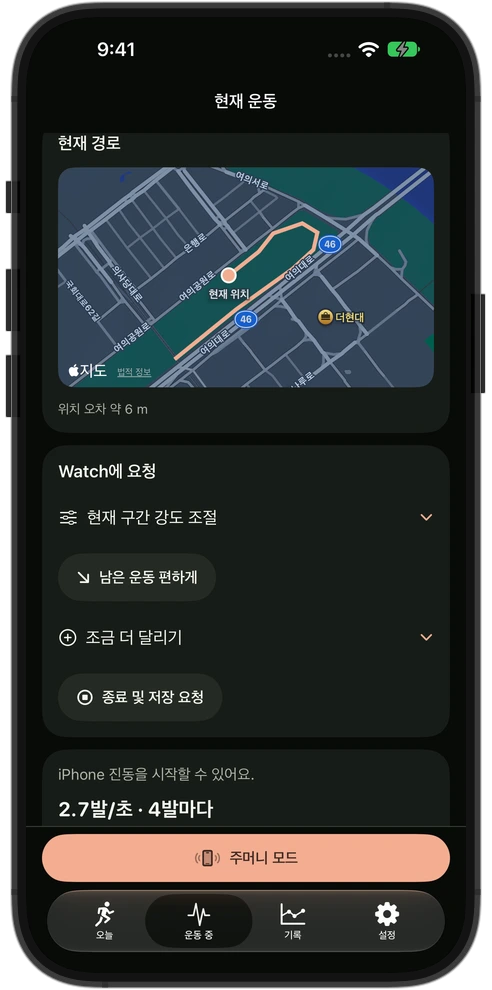 9:41
현재 운동
현재 경로
여의서로
은행로
46
의사당대로
여의공원로
여의대로
국회대로62길
현재 위치
46
더현대
여의공원로
여의대로
지도
법적 정보
위치 오차 약 6 m
Watch에 요청
현재 구간 강도 조절
남은 운동 편하게
조금 더 달리기
종료 및 저장 요청
iPhone 진동을 시작할 수 있어요.
2.7발/초 · 4발마다
주머니 모드
오늘
운동 중
기록
설정